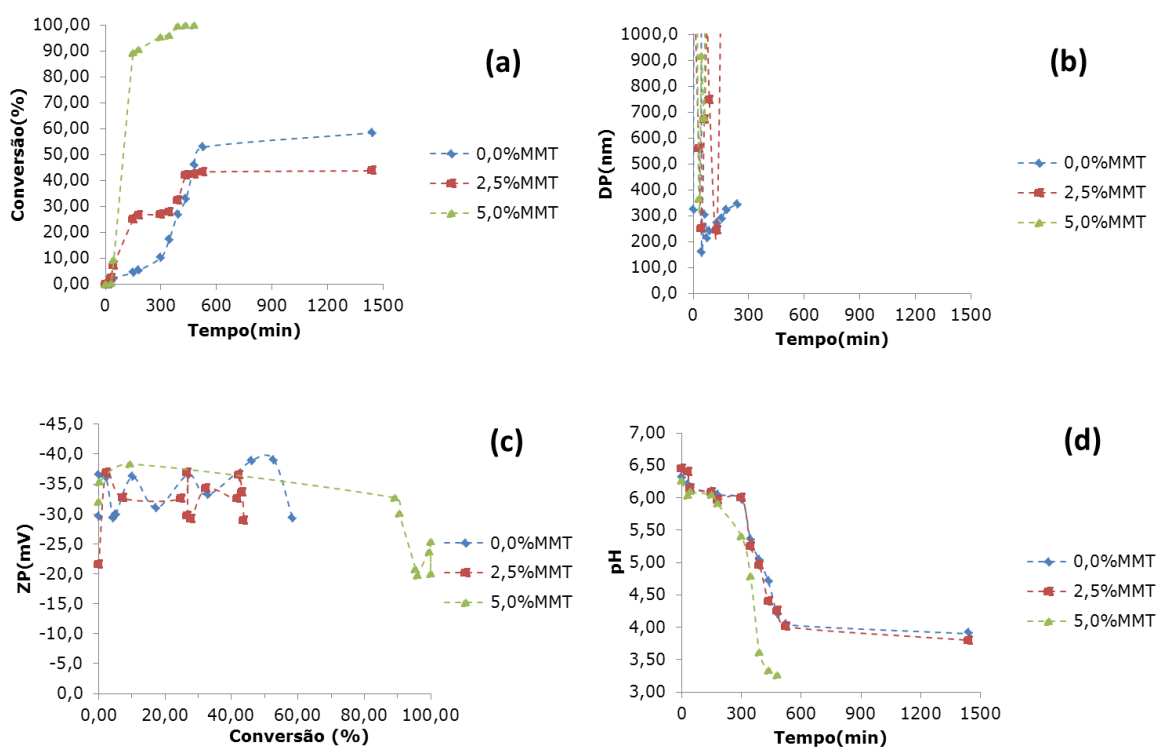 (a)
Conversão(%)
100,00
90,00
80,00
70,00
60,00
50,00
40,00
30,00
20,00
10,00
0,00
0 300 600 900 1200 1500
Tempo(min)
0,0%MMT
2,5%MMT
5,0%MMT
(b)
DP(nm)
1000,0
900,0
800,0
700,0
600,0
500,0
400,0
300,0
200,0
100,0
0,0
0 300 600 900 1200 1500
Tempo(min)
0,0%MMT
2,5%MMT
5,0%MMT
(c)
ZP(mV)
-45,0
-40,0
-35,0
-30,0
-25,0
-20,0
-15,0
-10,0
-5,0
0,0
0,00 20,00 40,00 60,00 80,00 100,00
Conversão (%)
0,0%MMT
2,5%MMT
5,0%MMT
(d)
pH
7,00
6,50
6,00
5,50
5,00
4,50
4,00
3,50
3,00
0 300 600 900 1200 1500
Tempo(min)
0,0%MMT
2,5%MMT
5,0%MMT